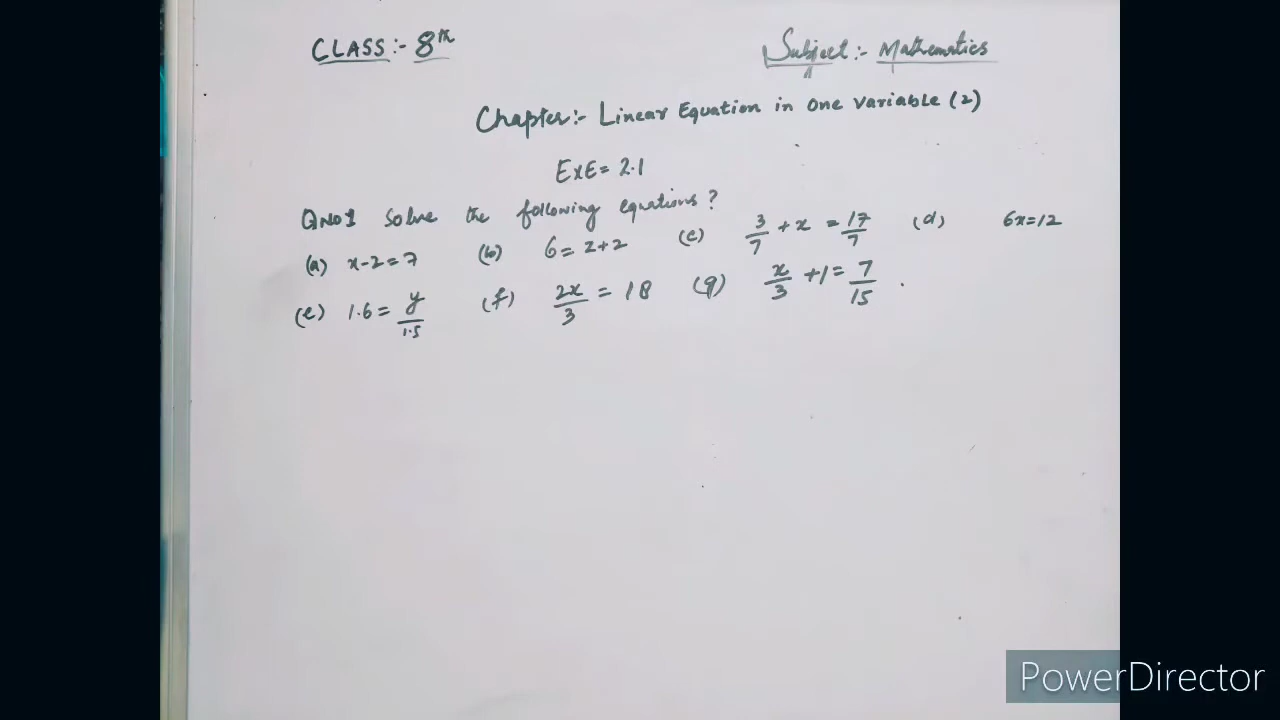 CLASS:- 8th
Subject:- Mathematics
Chapter:- Linear Equation in One Variable (2)
EXE = 2.1
QNo1 Solve the following equations?
(a) x-2=7 (b) 6=z+2 (c) 3/7 + x = 17/7 (d) 6x=12
(e) 1.6 = y/1.5 (f) 2x/3 = 18 (g) x/3 + 1 = 7/15 .
PowerDirector